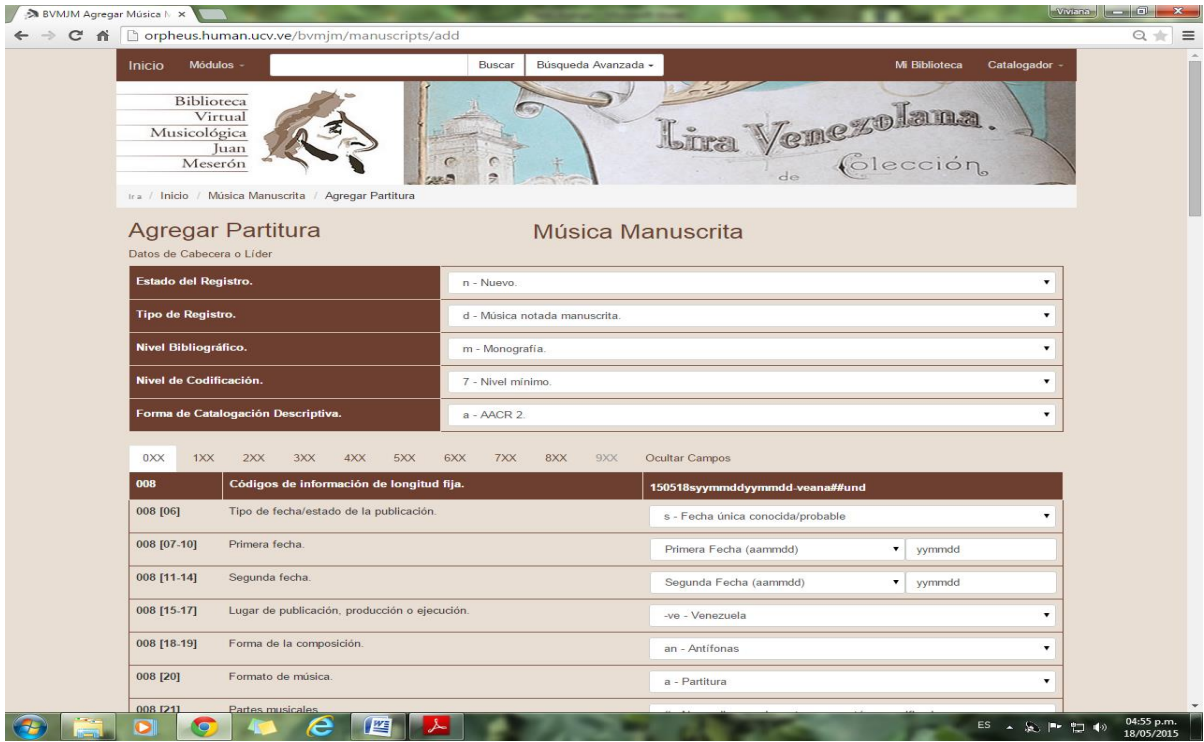 BVMJM Agregar Música
Viviana
orpheus.human.ucv.ve/bvmjm/manuscripts/add
Inicio Módulos Buscar Búsqueda Avanzada Mi Biblioteca Catalogador
Biblioteca
Virtual
Musicológica
Juan
Meserón
Lira Venezolana.
Colección
de
Ir a / Inicio / Música Manuscrita / Agregar Partitura
Agregar Partitura Música Manuscrita
Datos de Cabecera o Líder
Estado del Registro. n - Nuevo.
Tipo de Registro. d - Música notada manuscrita.
Nivel Bibliográfico. m - Monografía.
Nivel de Codificación. 7 - Nivel mínimo.
Forma de Catalogación Descriptiva. a - AACR 2.
0XX 1XX 2XX 3XX 4XX 5XX 6XX 7XX 8XX 9XX Ocultar Campos
008 Códigos de información de longitud fija. 150518syymmddyymmdd-veana##und
008 [06] Tipo de fecha/estado de la publicación. s - Fecha única conocida/probable
008 [07-10] Primera fecha. Primera Fecha (aammdd) yymmdd
008 [11-14] Segunda fecha. Segunda Fecha (aammdd) yymmdd
008 [15-17] Lugar de publicación, producción o ejecución. -ve - Venezuela
008 [18-19] Forma de la composición. an - Antífonas
008 [20] Formato de música. a - Partitura
008 [21] Partes musicales.
ES 04:55 p.m.
18/05/2015